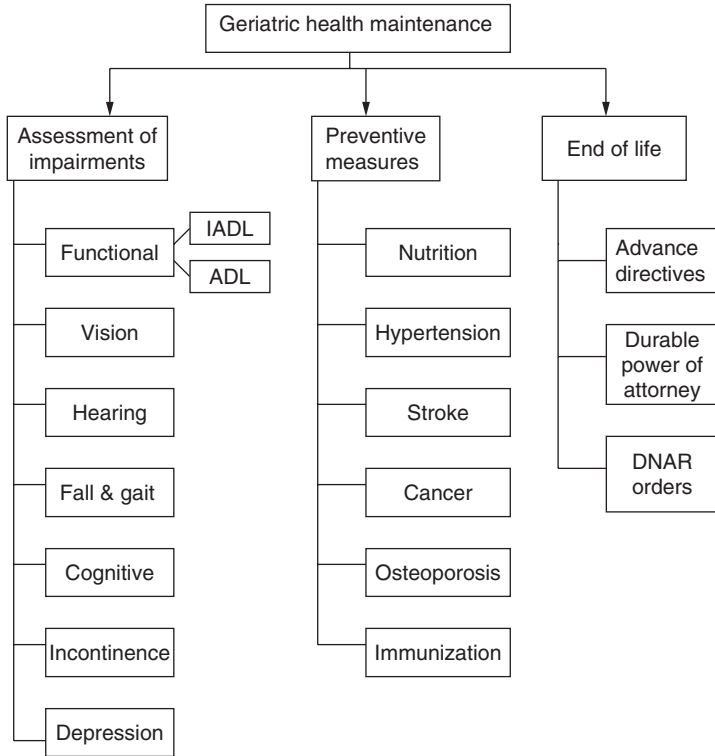 Geriatric health maintenance
Assessment of
impairments
Functional
IADL
ADL
Vision
Hearing
Fall & gait
Cognitive
Incontinence
Depression
Preventive
measures
Nutrition
Hypertension
Stroke
Cancer
Osteoporosis
Immunization
End of life
Advance
directives
Durable
power of
attorney
DNAR
orders